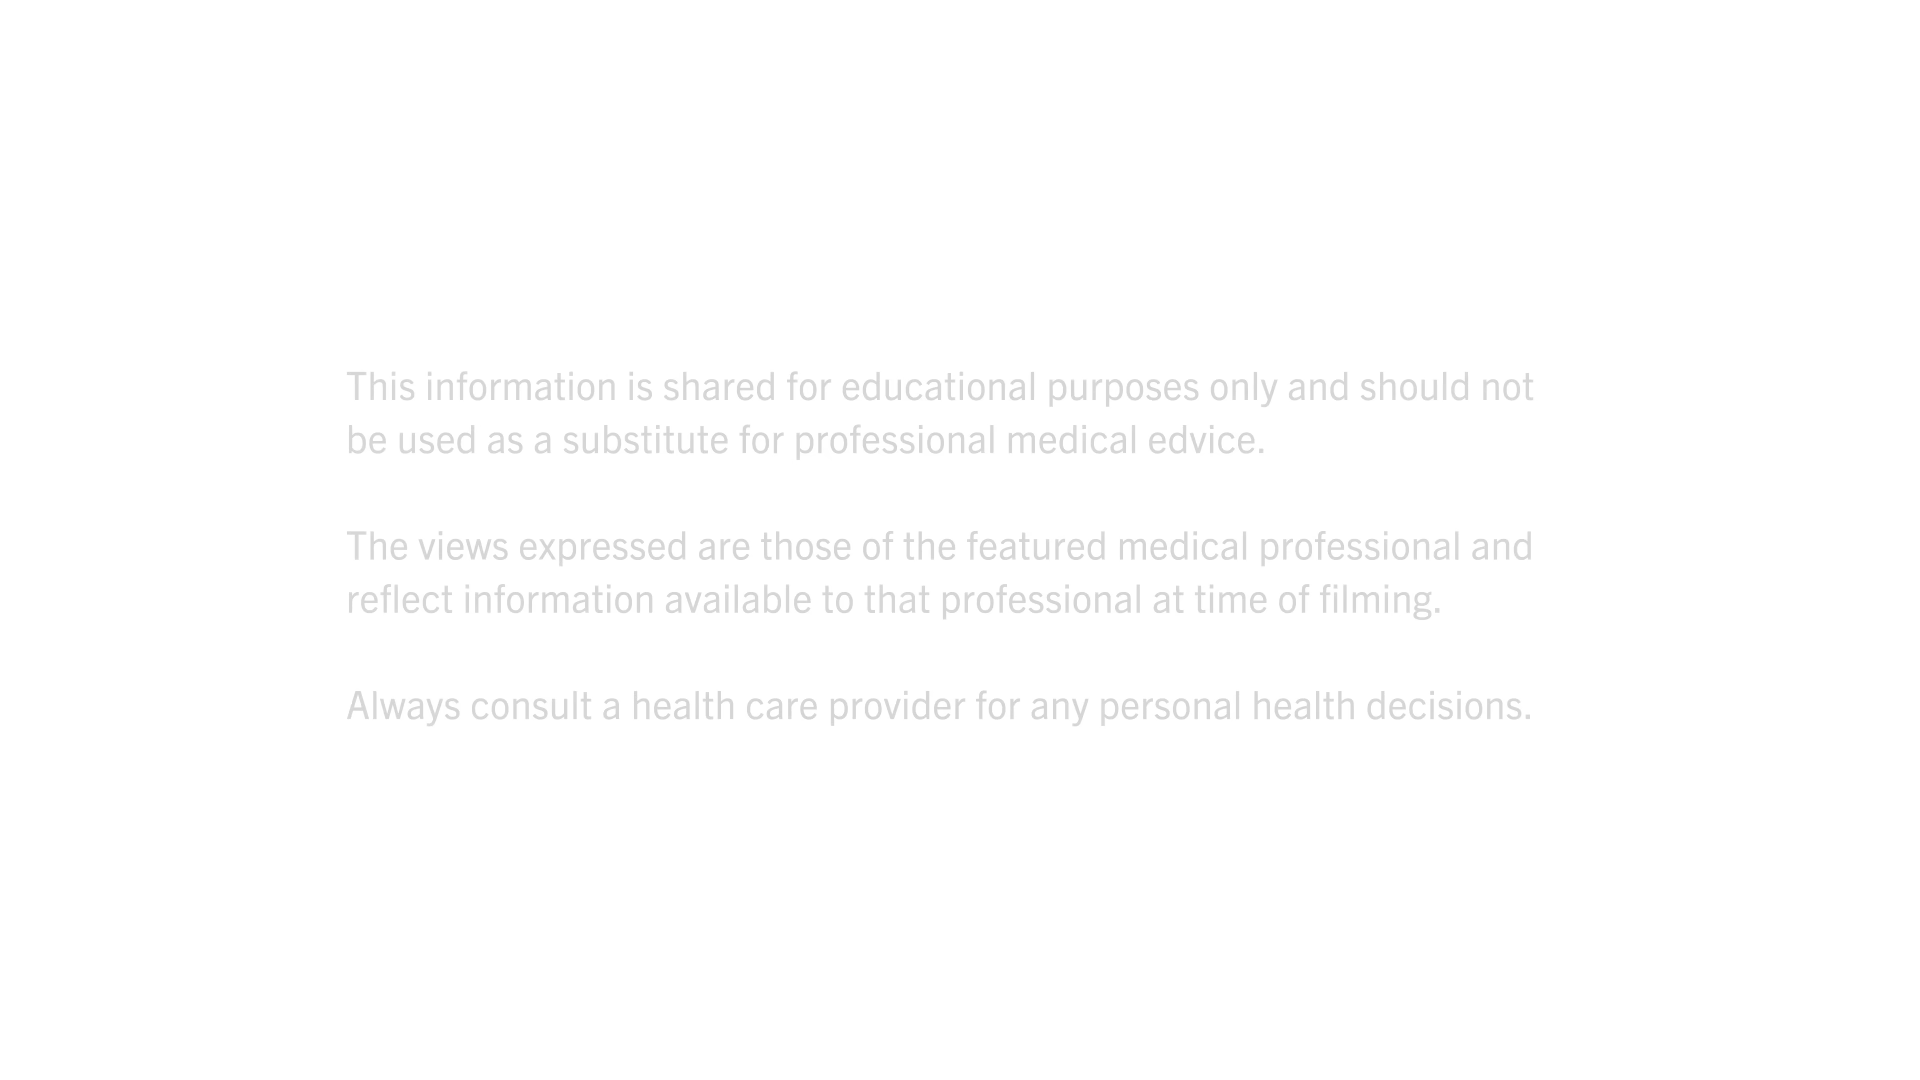 This information is shared for educational purposes only and should not
be used as a substitute for professional medical edvice.
The views expressed are those of the featured medical professional and
reflect information available to that professional at time of filming.
Always consult a health care provider for any personal health decisions.